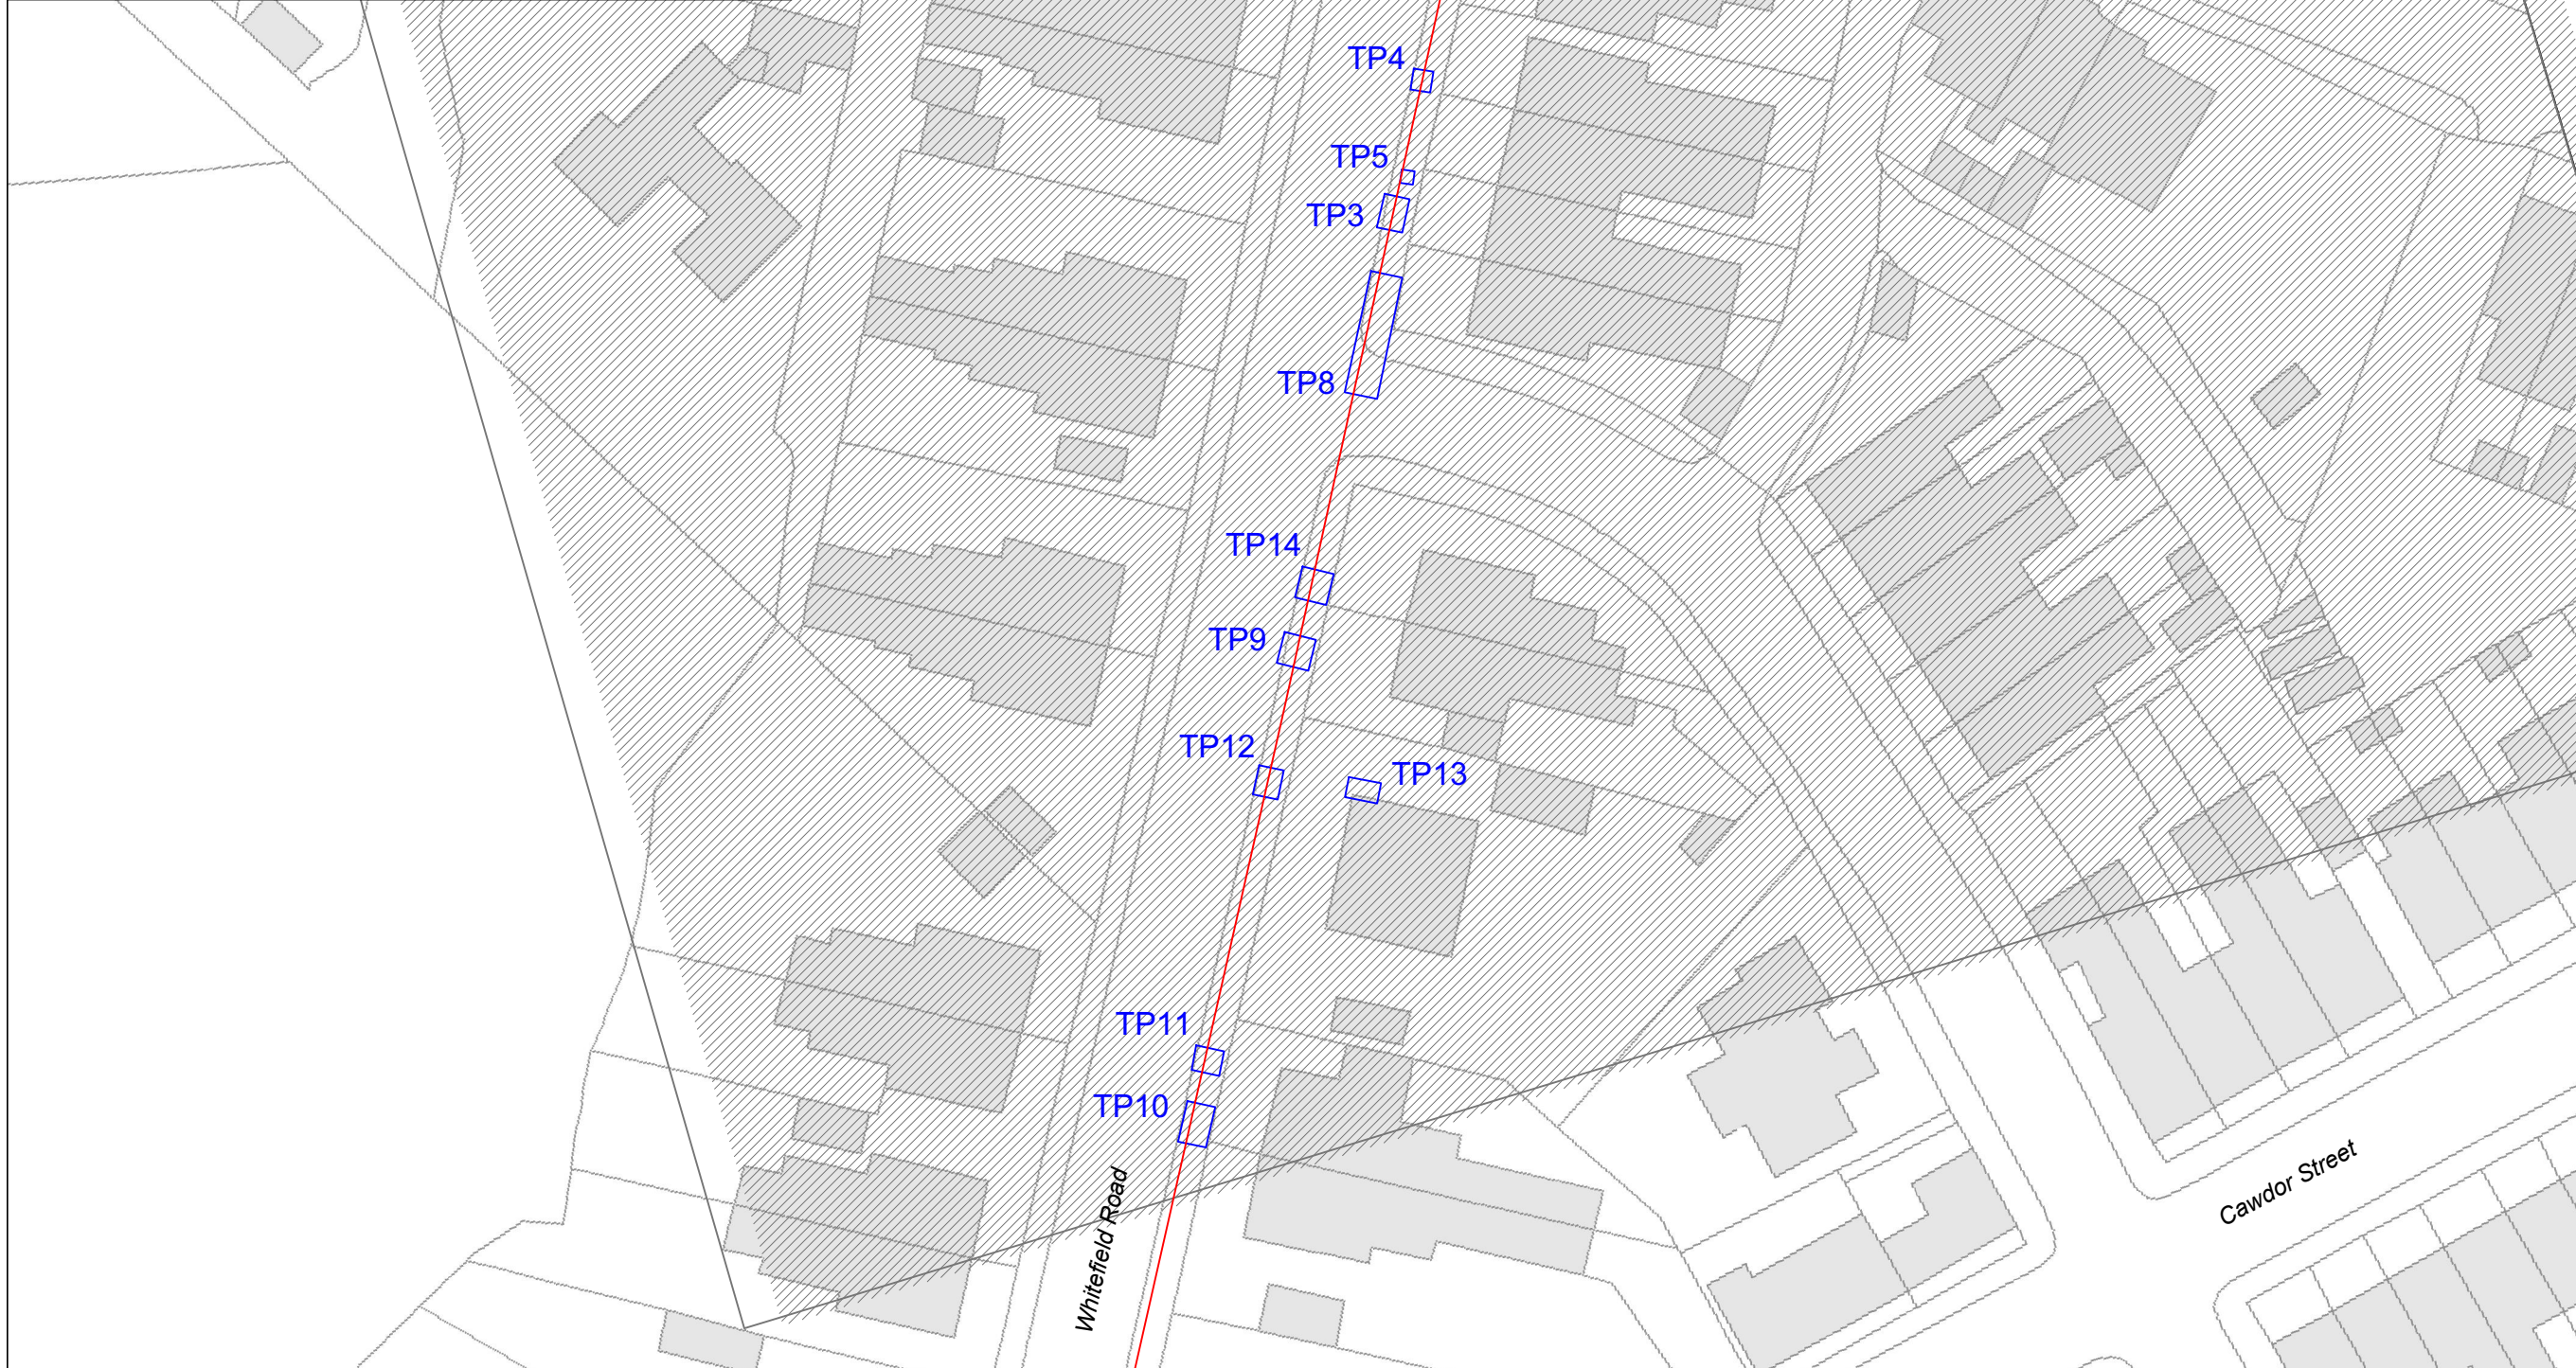 TP4
TP5
TP3
TP8
TP14
TP9
TP12
TP13
TP11
TP10
Whitefield Road
Cawdor Street